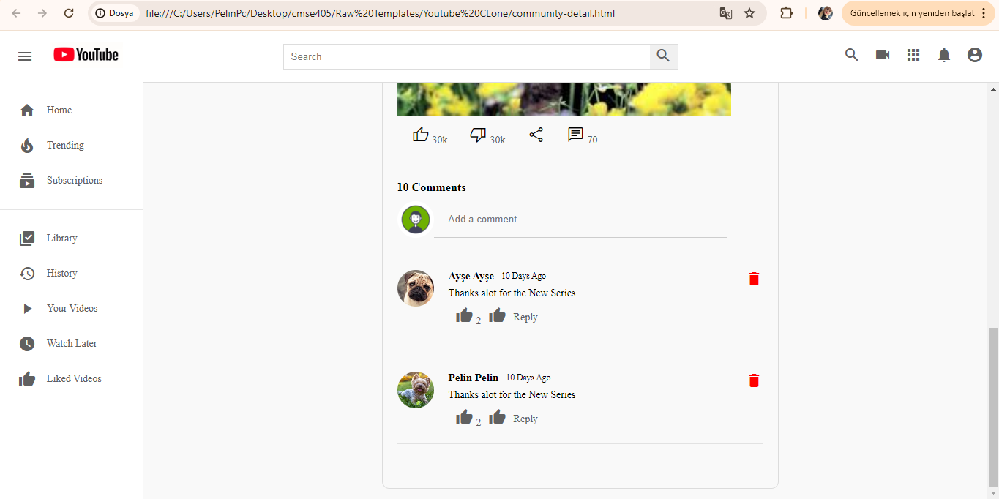 Dosya
file:///C:/Users/PelinPc/Desktop/cmse405/Raw%20Templates/Youtube%20CLone/community-detail.html
Güncellemek için yeniden başlat
YouTube
Search
Home
Trending
Subscriptions
Library
History
Your Videos
Watch Later
Liked Videos
30k 30k 70
10 Comments
Add a comment
Ayşe Ayşe 10 Days Ago
Thanks alot for the New Series
2 Reply
Pelin Pelin 10 Days Ago
Thanks alot for the New Series
2 Reply